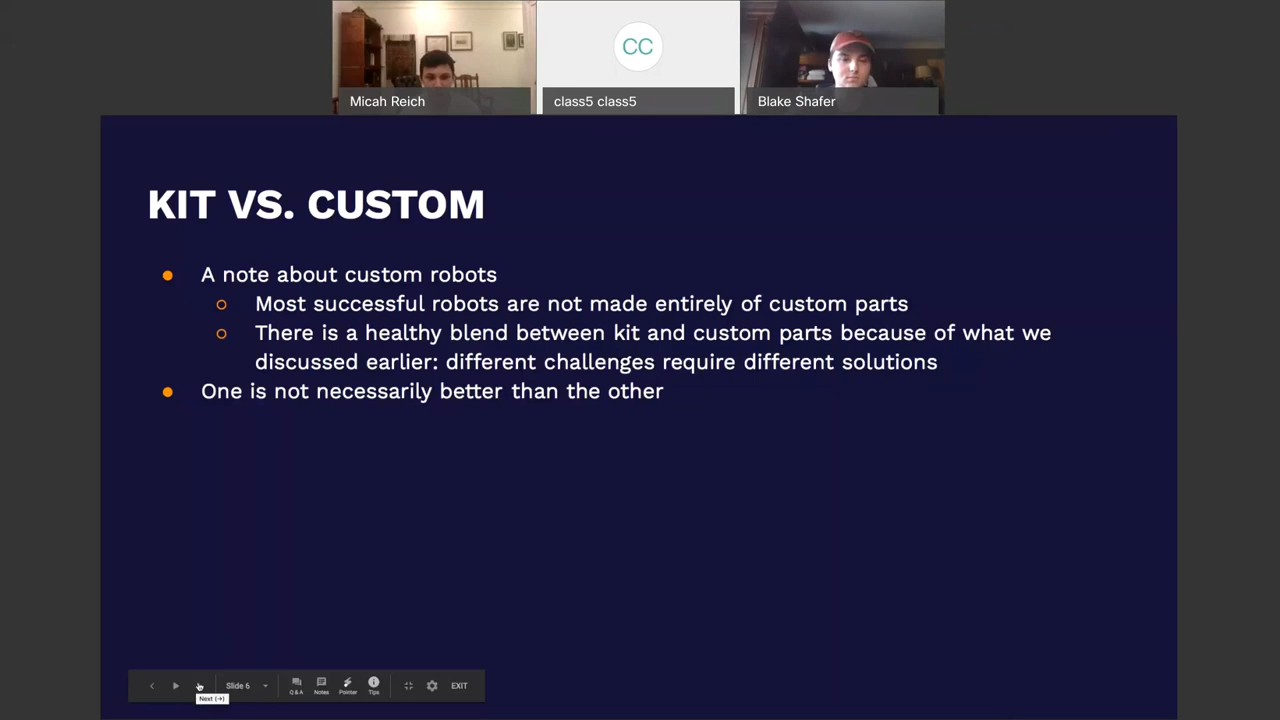 CC
Micah Reich
class5 class5
Blake Shafer
KIT VS. CUSTOM
● A note about custom robots
○ Most successful robots are not made entirely of custom parts
○ There is a healthy blend between kit and custom parts because of what we
discussed earlier: different challenges require different solutions
● One is not necessarily better than the other
Slide 6
Q & A
Notes
Pointer
Tips
EXIT
Next (→)